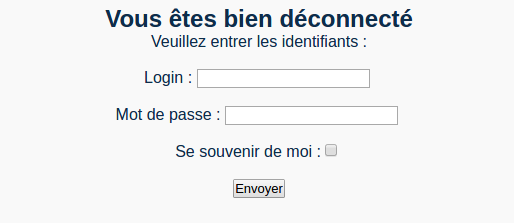 Vous êtes bien déconnecté
Veuillez entrer les identifiants :
Login :
Mot de passe :
Se souvenir de moi :
Envoyer